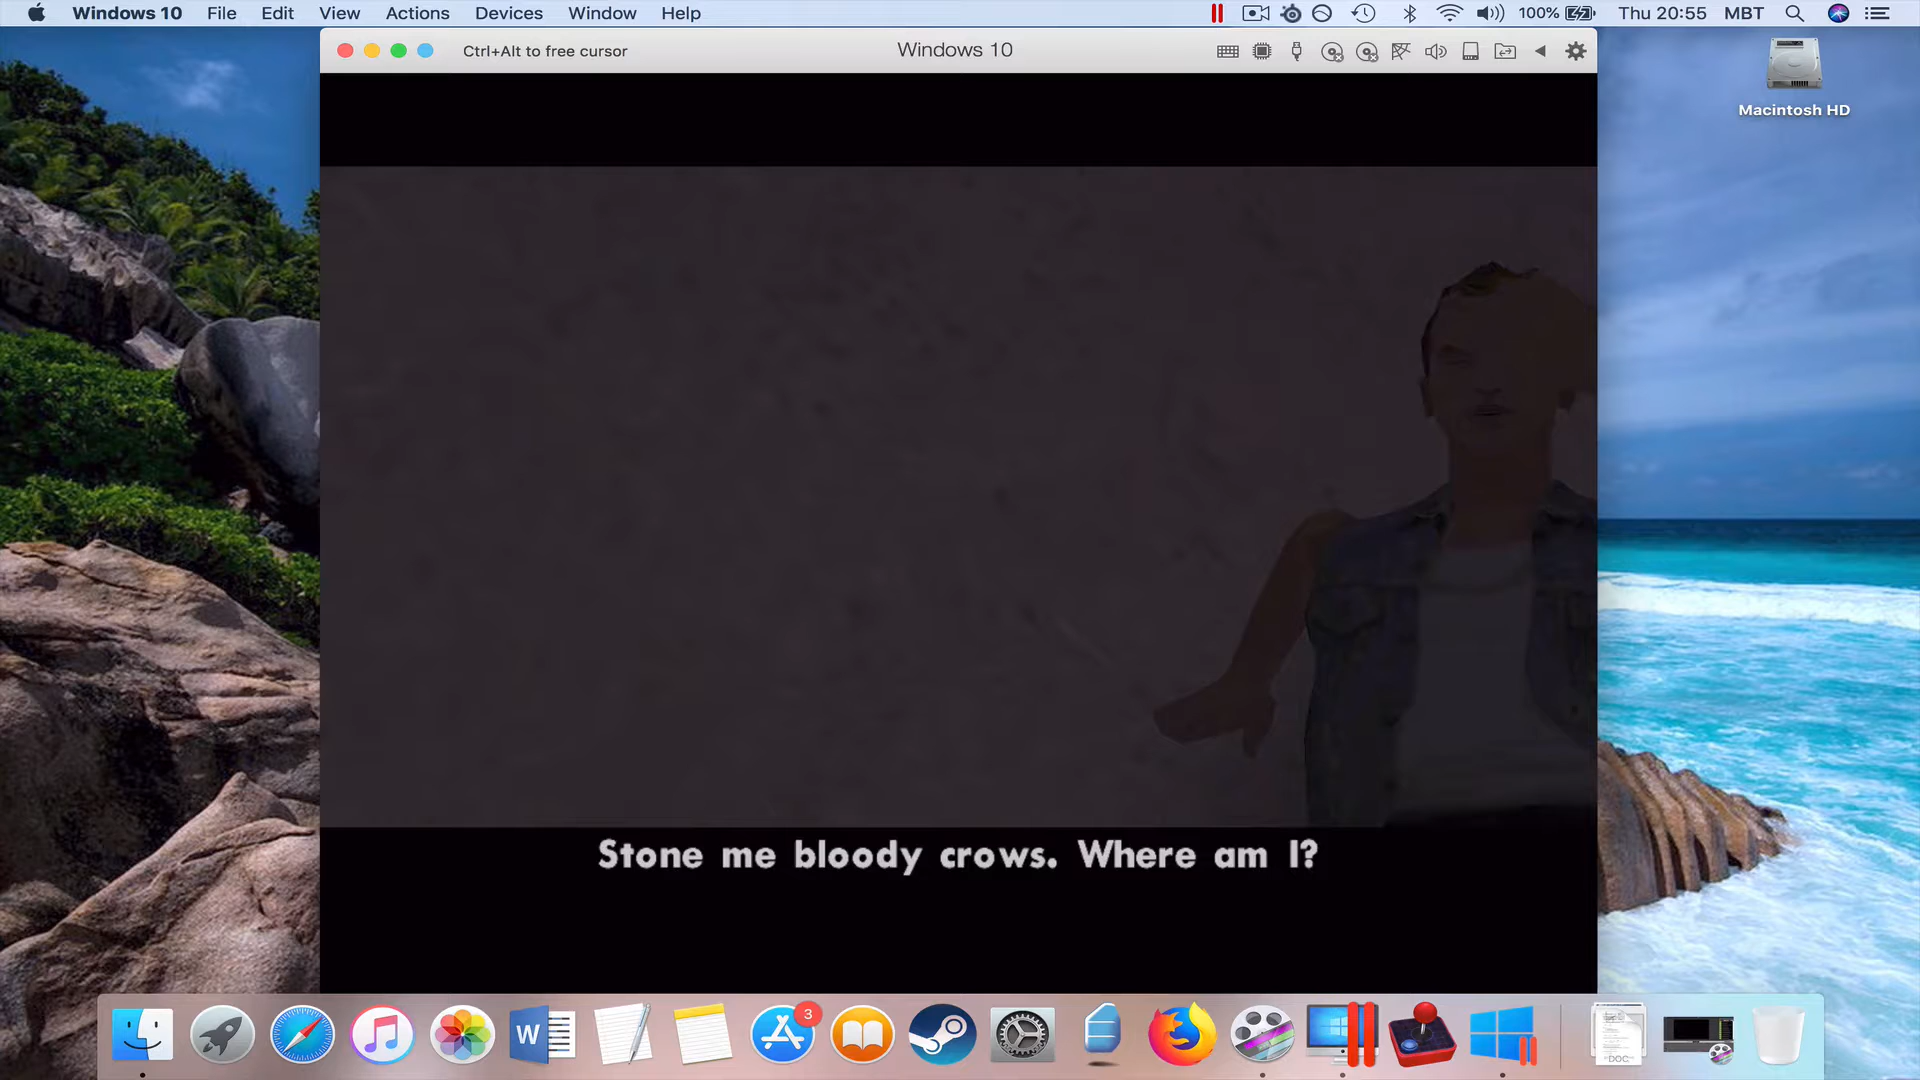 Windows 10 File Edit View Actions Devices Window Help 100% Thu 20:55 MBT
Ctrl+Alt to free cursor Windows 10
Macintosh HD
Stone me bloody crows. Where am I?
3
W
DOC